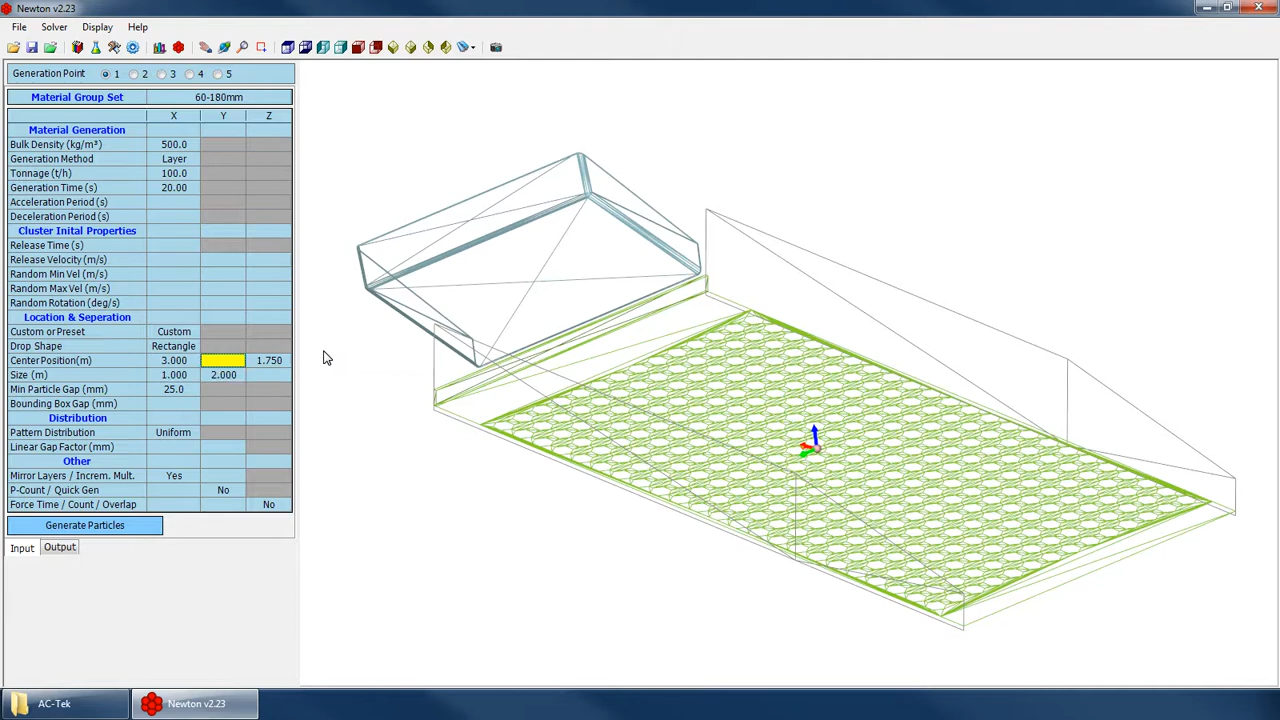 Newton v2.23
File Solver Display Help
Generation Point 1 2 3 4 5
Material Group Set 60-180mm
X Y Z
Material Generation
Bulk Density (kg/m³) 500.0
Generation Method Layer
Tonnage (t/h) 100.0
Generation Time (s) 20.00
Acceleration Period (s)
Deceleration Period (s)
Cluster Inital Properties
Release Time (s)
Release Velocity (m/s)
Random Min Vel (m/s)
Random Max Vel (m/s)
Random Rotation (deg/s)
Location & Seperation
Custom or Preset Custom
Drop Shape Rectangle
Center Position(m) 3.000 1.750
Size (m) 1.000 2.000
Min Particle Gap (mm) 25.0
Bounding Box Gap (mm)
Distribution
Pattern Distribution Uniform
Linear Gap Factor (mm)
Other
Mirror Layers / Increm. Mult. Yes
P-Count / Quick Gen No
Force Time / Count / Overlap No
Generate Particles
Input Output
AC-Tek Newton v2.23